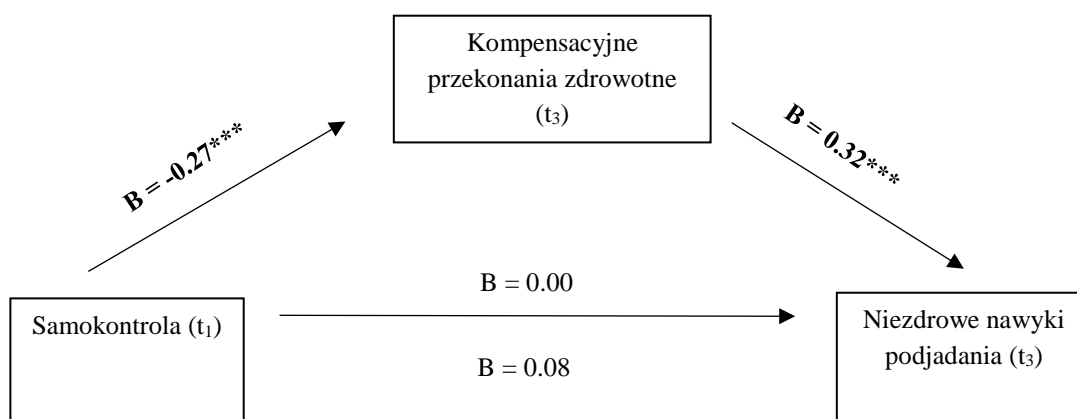 Kompensacyjne
przekonania zdrowotne
(t₃)
B = -0.27***
B = 0.32***
B = 0.00
Samokontrola (t₁)
Niezdrowe nawyki
podjadania (t₃)
B = 0.08